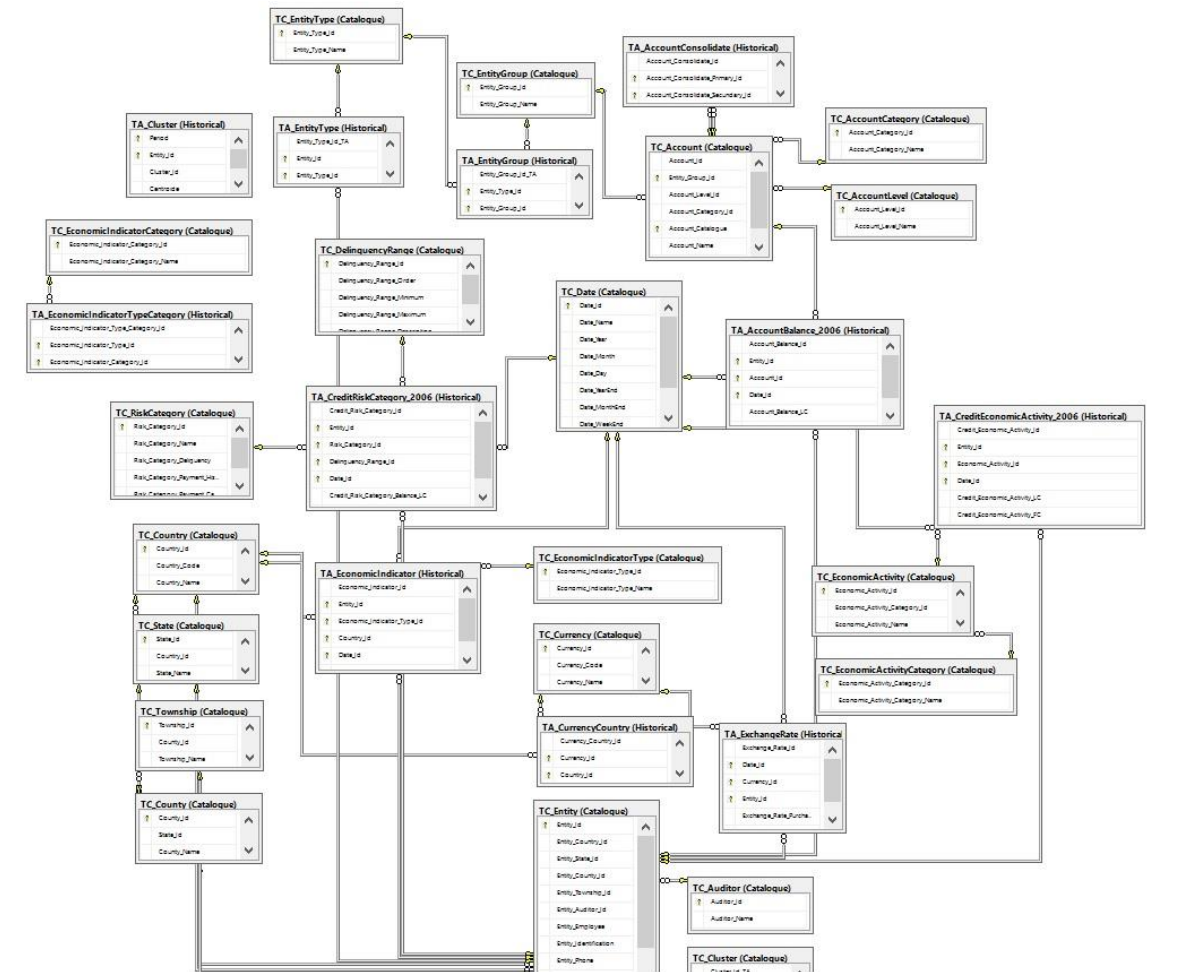 TC_EntityType (Catalogue)
Entity_Type_Id
Entity_Type_Name
TA_AccountConsolidate (Historical)
Account_Consolidate_Id
Account_Consolidate_Primary_Id
Account_Consolidate_Secundary_Id
TC_EntityGroup (Catalogue)
Entity_Group_Id
Entity_Group_Name
TA_Cluster (Historical)
Period
Entity_Id
Cluster_Id
Centroide
TA_EntityType (Historical)
Entity_Type_Id_TA
Entity_Id
Entity_Type_Id
TC_AccountCategory (Catalogue)
Account_Category_Id
Account_Category_Name
TA_EntityGroup (Historical)
Entity_Group_Id_TA
Entity_Type_Id
Entity_Group_Id
TC_Account (Catalogue)
Account_Id
Entity_Group_Id
Account_Level_Id
Account_Category_Id
Account_Catalogue
Account_Name
TC_AccountLevel (Catalogue)
Account_Level_Id
Account_Level_Name
TC_EconomicIndicatorCategory (Catalogue)
Economic_Indicator_Category_Id
Economic_Indicator_Category_Name
TC_DelinquencyRange (Catalogue)
Delinquency_Range_Id
Delinquency_Range_Order
Delinquency_Range_Minimum
Delinquency_Range_Maximum
TC_Date (Catalogue)
Date_Id
Date_Name
Date_Year
Date_Month
Date_Day
Date_YearEnd
Date_MonthEnd
Date_WeekEnd
TA_EconomicIndicatorTypeCategory (Historical)
Economic_Indicator_Type_Category_Id
Economic_Indicator_Type_Id
Economic_Indicator_Category_Id
TA_AccountBalance_2006 (Historical)
Account_Balance_Id
Entity_Id
Account_Id
Date_Id
Account_Balance_LC
TA_CreditRiskCategory_2006 (Historical)
Credit_Risk_Category_Id
Entity_Id
Risk_Category_Id
Delinquency_Range_Id
Date_Id
Credit_Risk_Category_Balance_LC
TC_RiskCategory (Catalogue)
Risk_Category_Id
Risk_Category_Name
Risk_Category_Delinquency
Risk_Category_Payment_His...
Risk_Category_Payment_Ca...
TA_CreditEconomicActivity_2006 (Historical)
Credit_Economic_Activity_Id
Entity_Id
Economic_Activity_Id
Date_Id
Credit_Economic_Activity_LC
Credit_Economic_Activity_FC
TC_Country (Catalogue)
Country_Id
Country_Code
Country_Name
TA_EconomicIndicator (Historical)
Economic_Indicator_Id
Entity_Id
Economic_Indicator_Type_Id
Country_Id
Date_Id
TC_EconomicIndicatorType (Catalogue)
Economic_Indicator_Type_Id
Economic_Indicator_Type_Name
TC_EconomicActivity (Catalogue)
Economic_Activity_Id
Economic_Activity_Category_Id
Economic_Activity_Name
TC_State (Catalogue)
State_Id
Country_Id
State_Name
TC_Currency (Catalogue)
Currency_Id
Currency_Code
Currency_Name
TC_EconomicActivityCategory (Catalogue)
Economic_Activity_Category_Id
Economic_Activity_Category_Name
TC_Township (Catalogue)
Township_Id
County_Id
Township_Name
TA_CurrencyCountry (Historical)
Currency_Country_Id
Currency_Id
Country_Id
TA_ExchangeRate (Historical
Exchange_Rate_Id
Date_Id
Currency_Id
Entity_Id
Exchange_Rate_Purcha...
TC_County (Catalogue)
County_Id
State_Id
County_Name
TC_Entity (Catalogue)
Entity_Id
Entity_Country_Id
Entity_State_Id
Entity_County_Id
Entity_Township_Id
Entity_Auditor_Id
Entity_Employee
Entity_Identification
Entity_Phone
TC_Auditor (Catalogue)
Auditor_Id
Auditor_Name
TC_Cluster (Catalogue)